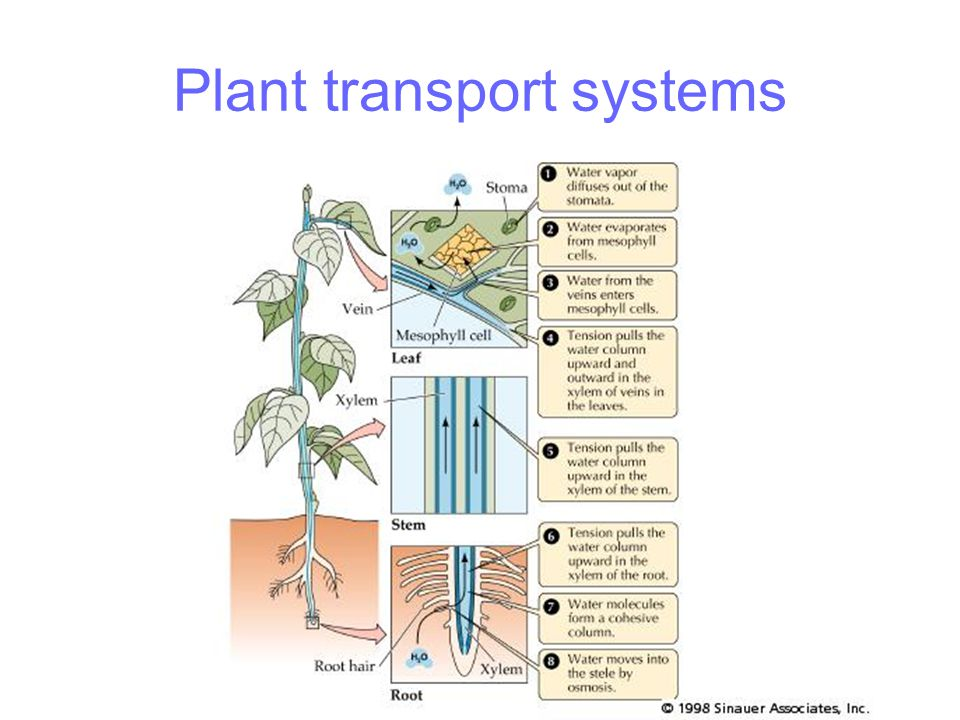 Plant transport systems
H₂O
Stoma
H₂O
Vein
Mesophyll cell
Leaf
1 Water vapor
diffuses out of the
stomata.
2 Water evaporates
from mesophyll
cells.
3 Water from the
veins enters
mesophyll cells.
4 Tension pulls the
water column
upward and
outward in the
xylem of veins in
the leaves.
Xylem
Stem
5 Tension pulls the
water column
upward in the
xylem of the stem.
6 Tension pulls the
water column
upward in the
xylem of the root.
7 Water molecules
form a cohesive
column.
8 Water moves into
the stele by
osmosis.
Root hair
H₂O
Xylem
Root
© 1998 Sinauer Associates, Inc.